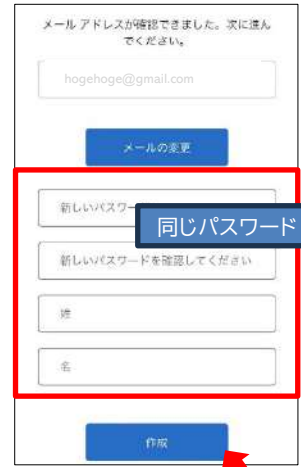 メール アドレスが確認できました。次に進ん
でください。
hogehoge@gmail.com
メールの変更
新しいパスワー
同じパスワード
新しいパスワードを確認してください
姓
名
作成